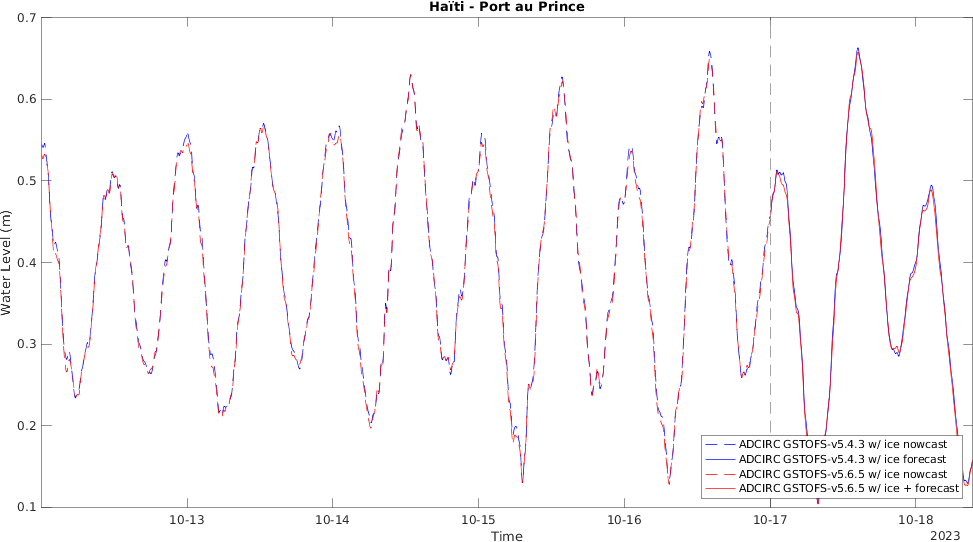 Haïti - Port au Prince
0.7
0.6
0.5
0.4
0.3
0.2
0.1
Water Level (m)
ADCIRC GSTOFS-v5.4.3 w/ ice nowcast
ADCIRC GSTOFS-v5.4.3 w/ ice forecast
ADCIRC GSTOFS-v5.6.5 w/ ice nowcast
ADCIRC GSTOFS-v5.6.5 w/ ice + forecast
10-13 10-14 10-15 10-16 10-17 10-18
Time
2023